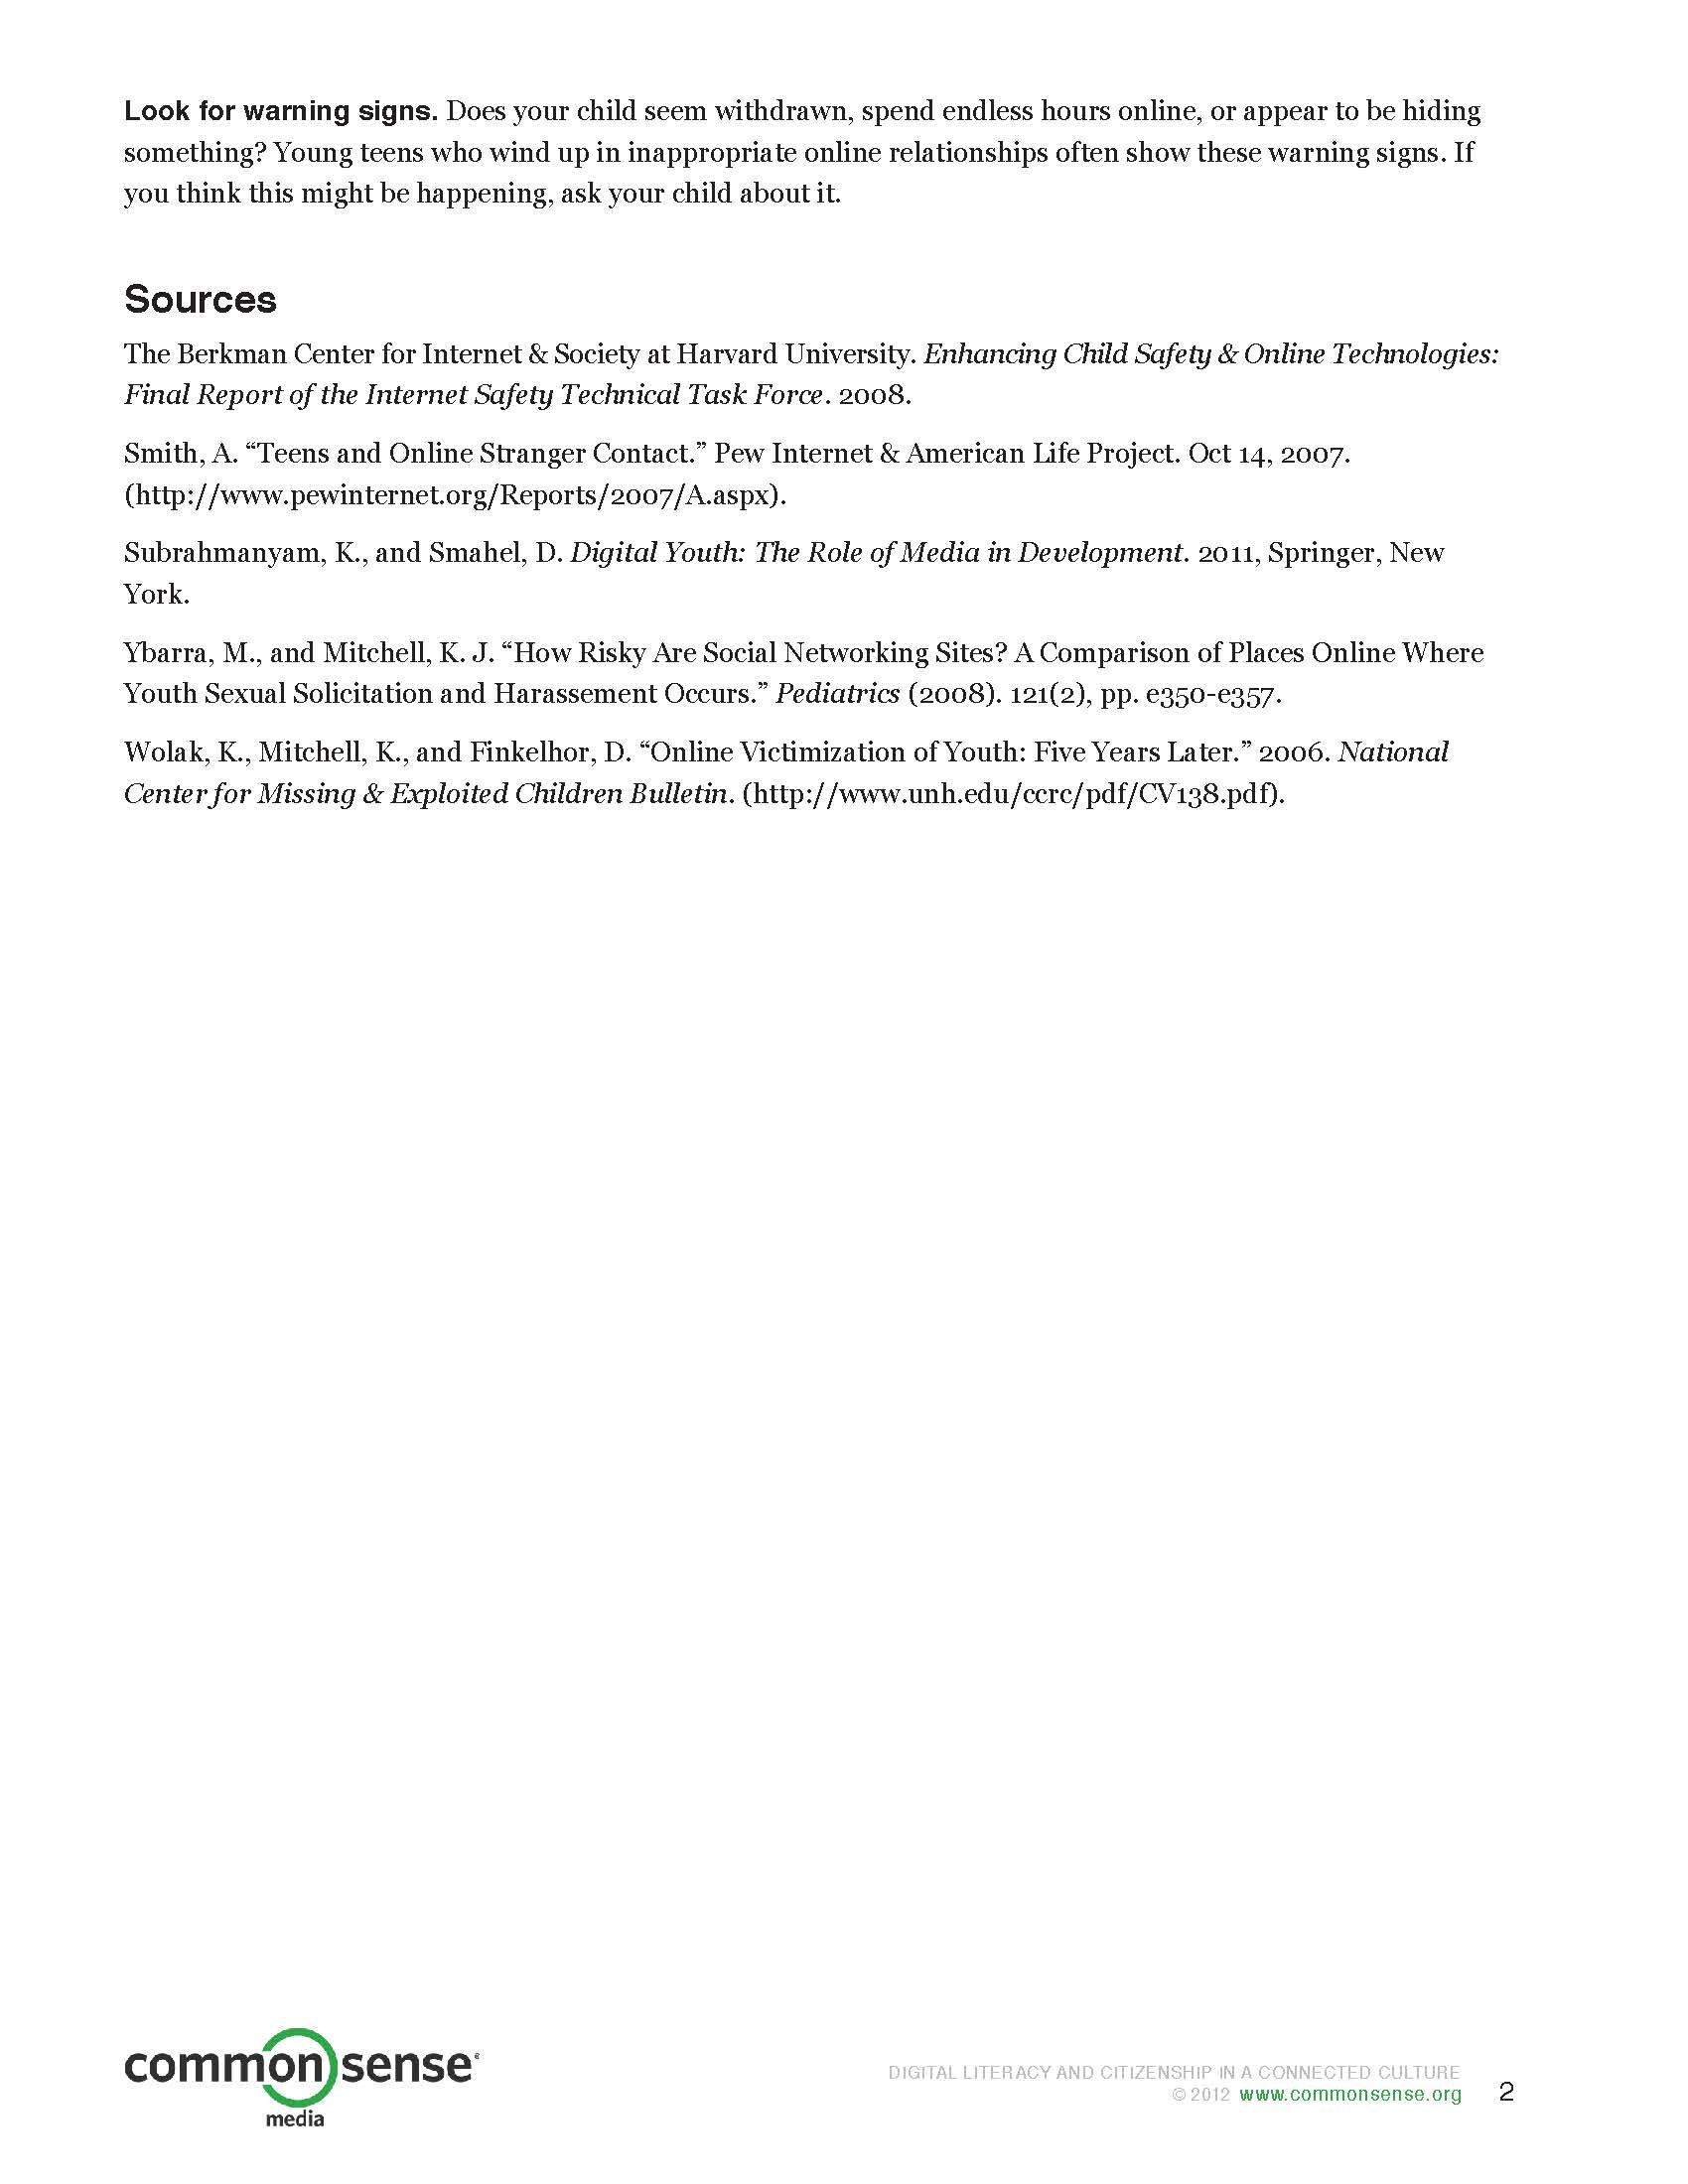 Look for warning signs. Does your child seem withdrawn, spend endless hours online, or appear to be hiding
something? Young teens who wind up in inappropriate online relationships often show these warning signs. If
you think this might be happening, ask your child about it.
Sources
The Berkman Center for Internet & Society at Harvard University. Enhancing Child Safety & Online Technologies:
Final Report of the Internet Safety Technical Task Force. 2008.
Smith, A. “Teens and Online Stranger Contact.” Pew Internet & American Life Project. Oct 14, 2007.
(http://www.pewinternet.org/Reports/2007/A.aspx).
Subrahmanyam, K., and Smahel, D. Digital Youth: The Role of Media in Development. 2011, Springer, New
York.
Ybarra, M., and Mitchell, K. J. “How Risky Are Social Networking Sites? A Comparison of Places Online Where
Youth Sexual Solicitation and Harassement Occurs.” Pediatrics (2008). 121(2), pp. e350-e357.
Wolak, K., Mitchell, K., and Finkelhor, D. “Online Victimization of Youth: Five Years Later.” 2006. National
Center for Missing & Exploited Children Bulletin. (http://www.unh.edu/ccrc/pdf/CV138.pdf).
common sense®
media
DIGITAL LITERACY AND CITIZENSHIP IN A CONNECTED CULTURE
© 2012 www.commonsense.org 2